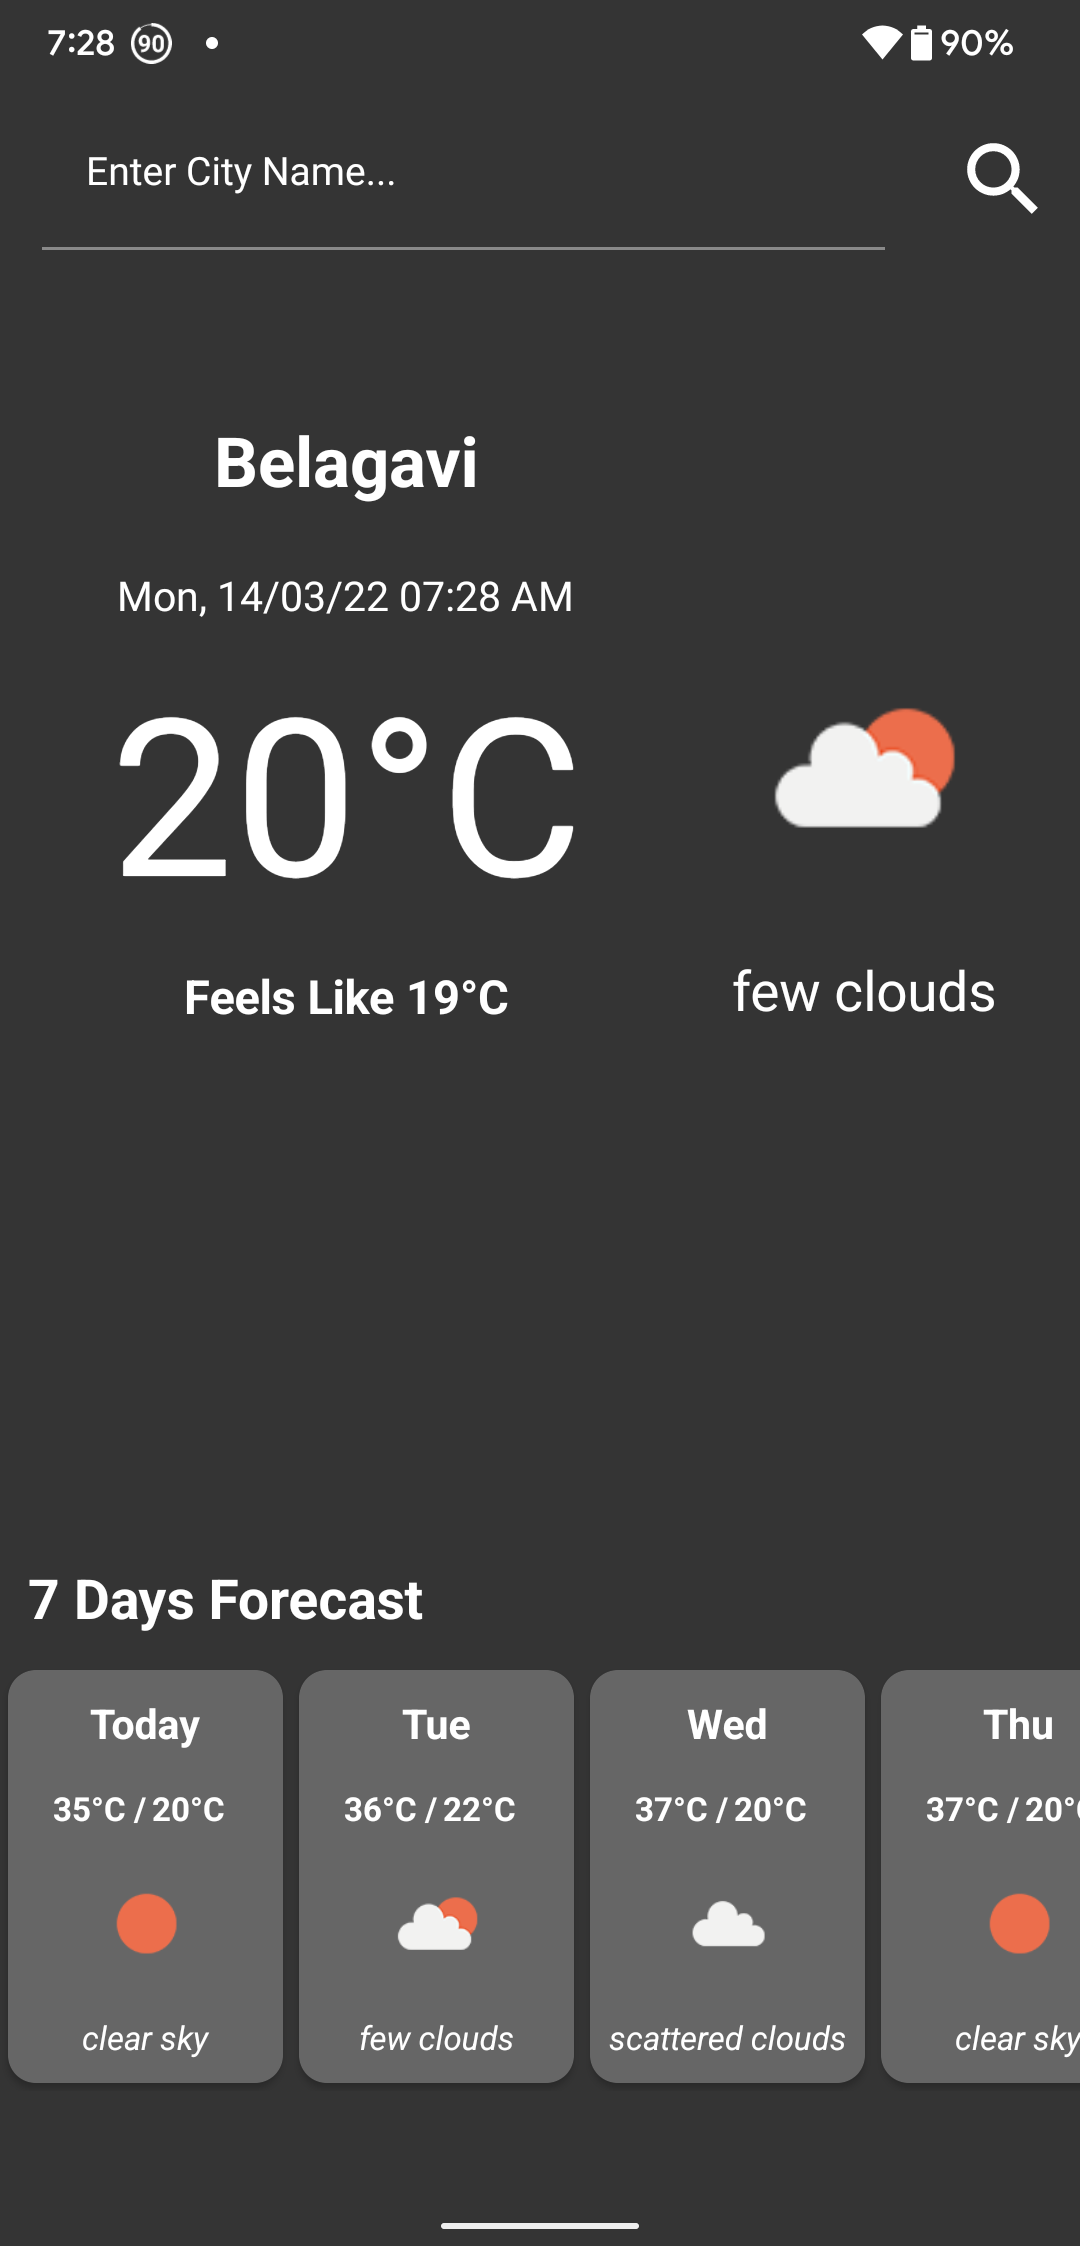 7:28 90 90%
Enter City Name...
Belagavi
Mon, 14/03/22 07:28 AM
20°C
Feels Like 19°C
few clouds
7 Days Forecast
Today
35°C / 20°C
clear sky
Tue
36°C / 22°C
few clouds
Wed
37°C / 20°C
scattered clouds
Thu
37°C / 20°
clear sky